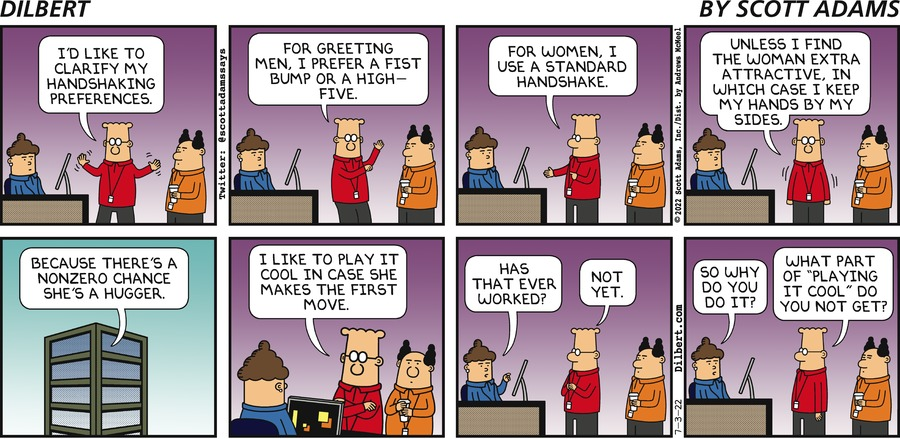 DILBERT
BY SCOTT ADAMS
I'D LIKE TO
CLARIFY MY
HANDSHAKING
PREFERENCES.
Twitter: @scottadamssays
FOR GREETING
MEN, I PREFER A FIST
BUMP OR A HIGH-
FIVE.
FOR WOMEN, I
USE A STANDARD
HANDSHAKE.
© 2022 Scott Adams, Inc./Dist. by Andrews McMeel
UNLESS I FIND
THE WOMAN EXTRA
ATTRACTIVE, IN
WHICH CASE I KEEP
MY HANDS BY MY
SIDES.
BECAUSE THERE'S A
NONZERO CHANCE
SHE'S A HUGGER.
I LIKE TO PLAY IT
COOL IN CASE SHE
MAKES THE FIRST
MOVE.
HAS
THAT EVER
WORKED?
NOT
YET.
7-3-22 Dilbert.com
SO WHY
DO YOU
DO IT?
WHAT PART
OF "PLAYING
IT COOL" DO
YOU NOT GET?